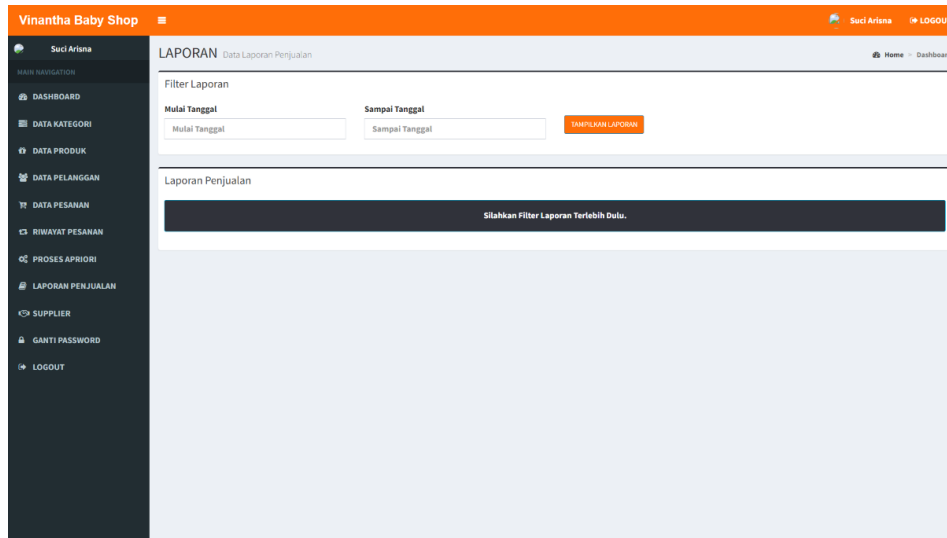 Vinantha Baby Shop
Suci Arisna LOGOU
Suci Arisna
MAIN NAVIGATION
DASHBOARD
DATA KATEGORI
DATA PRODUK
DATA PELANGGAN
DATA PESANAN
RIWAYAT PESANAN
PROSES APRIORI
LAPORAN PENJUALAN
SUPPLIER
GANTI PASSWORD
LOGOUT
LAPORAN Data Laporan Penjualan
Home > Dashboar
Filter Laporan
Mulai Tanggal Sampai Tanggal
Mulai Tanggal Sampai Tanggal TAMPILKAN LAPORAN
Laporan Penjualan
Silahkan Filter Laporan Terlebih Dulu.